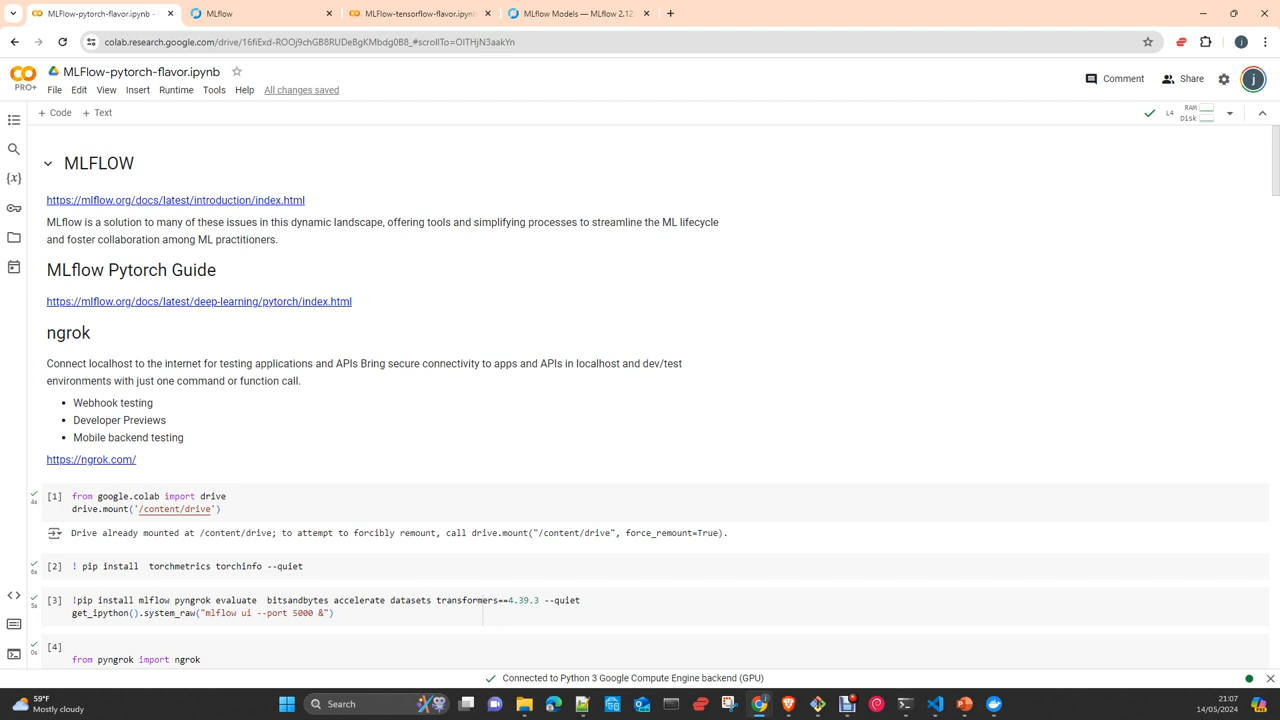 MLFlow-pytorch-flavor.ipynb -
MLflow
MLFlow-tensorflow-flavor.ipynb
MLflow Models — MLflow 2.12.
colab.research.google.com/drive/16fiExd-ROOj9chGB8RUDeBgKMbdg0B8_#scrollTo=OlTHjN3aakYn
j
PRO+
MLFlow-pytorch-flavor.ipynb
File Edit View Insert Runtime Tools Help All changes saved
Comment
Share
j
+ Code + Text
L4
RAM
Disk
MLFLOW
https://mlflow.org/docs/latest/introduction/index.html
MLflow is a solution to many of these issues in this dynamic landscape, offering tools and simplifying processes to streamline the ML lifecycle
and foster collaboration among ML practitioners.
MLflow Pytorch Guide
https://mlflow.org/docs/latest/deep-learning/pytorch/index.html
ngrok
Connect localhost to the internet for testing applications and APIs Bring secure connectivity to apps and APIs in localhost and dev/test
environments with just one command or function call.
• Webhook testing
• Developer Previews
• Mobile backend testing
https://ngrok.com/
[1] from google.colab import drive
4s
drive.mount('/content/drive')
Drive already mounted at /content/drive; to attempt to forcibly remount, call drive.mount("/content/drive", force_remount=True).
[2] ! pip install torchmetrics torchinfo --quiet
6s
[3] !pip install mlflow pyngrok evaluate bitsandbytes accelerate datasets transformers==4.39.3 --quiet
5s
get_ipython().system_raw("mlflow ui --port 5000 &")
[4]
0s
from pyngrok import ngrok
Connected to Python 3 Google Compute Engine backend (GPU)
59°F
Mostly cloudy
Search
21:07
14/05/2024